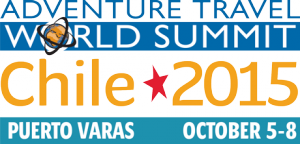 ADVENTURE TRAVEL
WORLD SUMMIT
Chile 2015
PUERTO VARAS OCTOBER 5-8